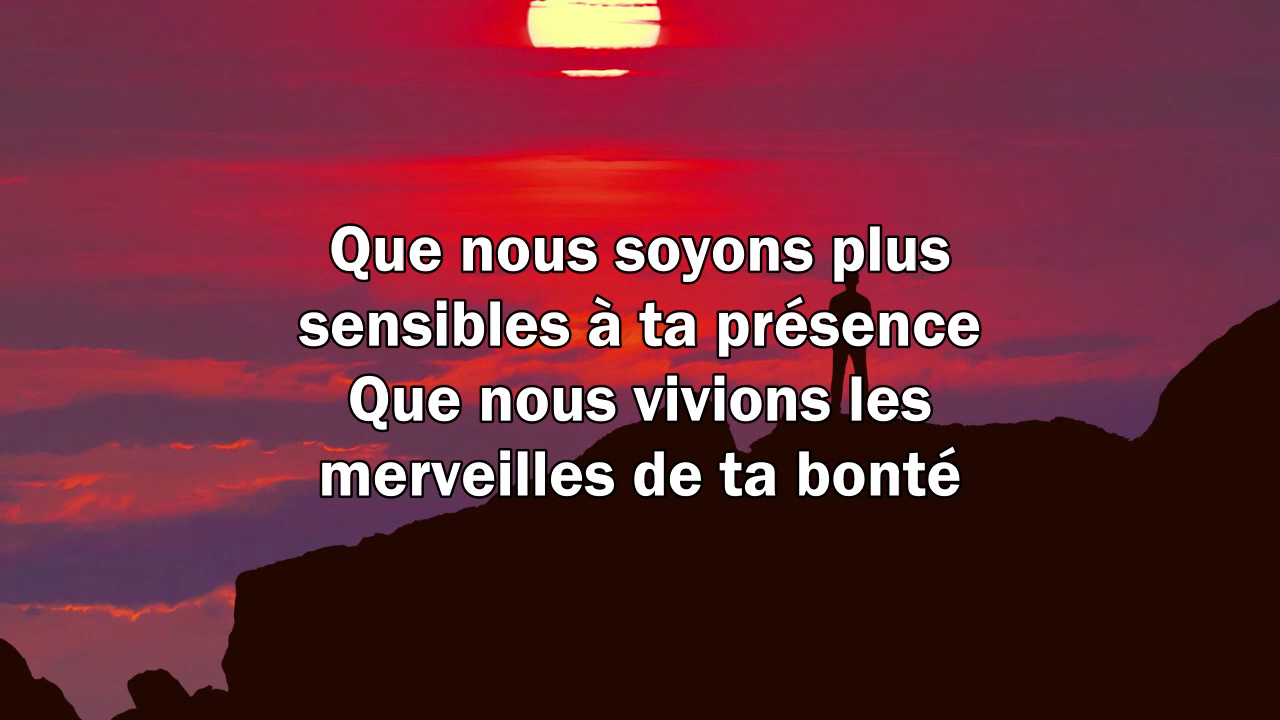 Que nous soyons plus
sensibles à ta présence
Que nous vivions les
merveilles de ta bonté